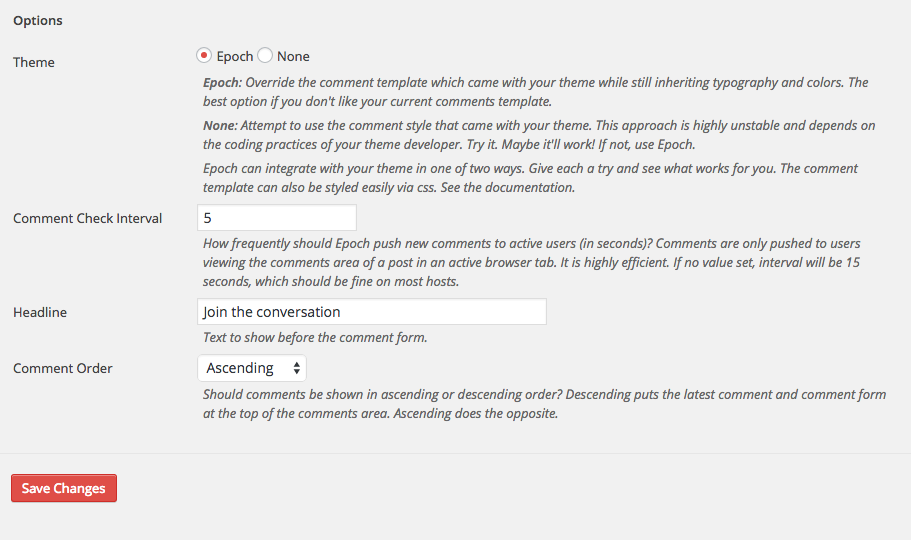 Options
Theme
Epoch None
Epoch: Override the comment template which came with your theme while still inheriting typography and colors. The
best option if you don't like your current comments template.
None: Attempt to use the comment style that came with your theme. This approach is highly unstable and depends on
the coding practices of your theme developer. Try it. Maybe it'll work! If not, use Epoch.
Epoch can integrate with your theme in one of two ways. Give each a try and see what works for you. The comment
template can also be styled easily via css. See the documentation.
Comment Check Interval
5
How frequently should Epoch push new comments to active users (in seconds)? Comments are only pushed to users
viewing the comments area of a post in an active browser tab. It is highly efficient. If no value set, interval will be 15
seconds, which should be fine on most hosts.
Headline
Join the conversation
Text to show before the comment form.
Comment Order
Ascending
Should comments be shown in ascending or descending order? Descending puts the latest comment and comment form
at the top of the comments area. Ascending does the opposite.
Save Changes